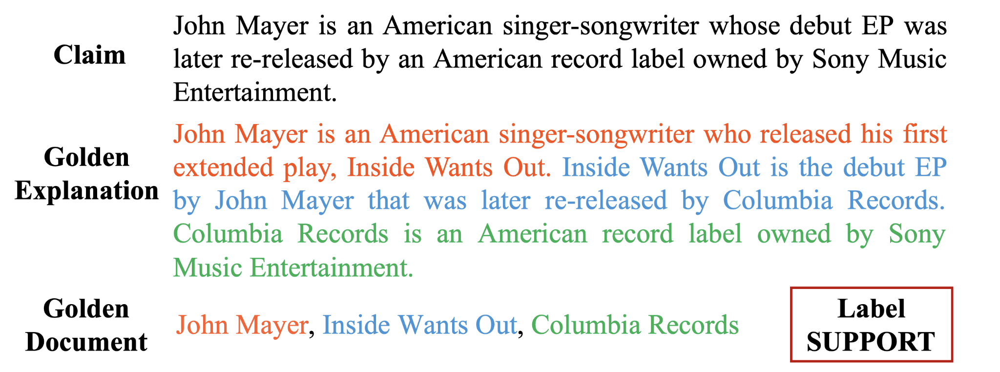 Claim
John Mayer is an American singer-songwriter whose debut EP was
later re-released by an American record label owned by Sony Music
Entertainment.
Golden
Explanation
John Mayer is an American singer-songwriter who released his first
extended play, Inside Wants Out. Inside Wants Out is the debut EP
by John Mayer that was later re-released by Columbia Records.
Columbia Records is an American record label owned by Sony
Music Entertainment.
Golden
Document
John Mayer, Inside Wants Out, Columbia Records
Label
SUPPORT